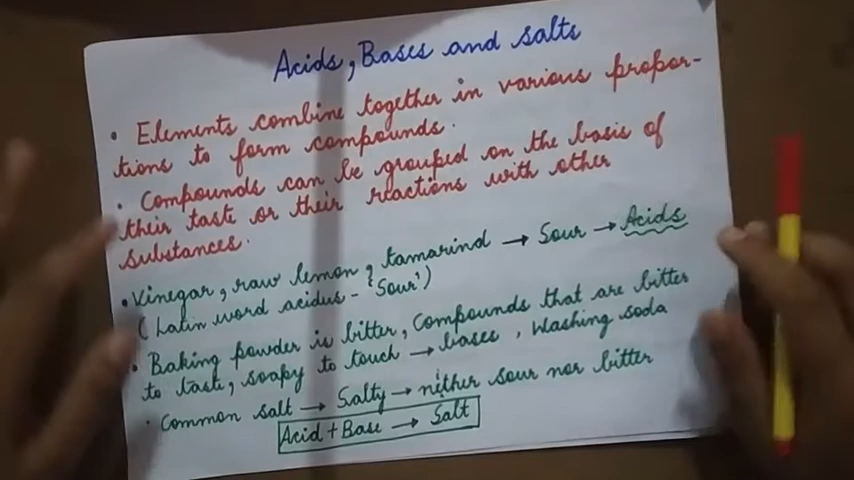 Acids, Bases and salts
• Elements combine together in various propor-
tions to form compounds.
• Compounds can be grouped on the basis of
their taste or their reactions with other
substances.
• Vinegar, raw lemon, tamarind → Sour → Acids
(Latin word acidus - 'Sour')
• Baking powder is bitter, Compounds that are bitter
to taste, soapy to touch → bases, Washing soda
• Common salt → Salty → nither sour nor bitter
Acid + Base → Salt